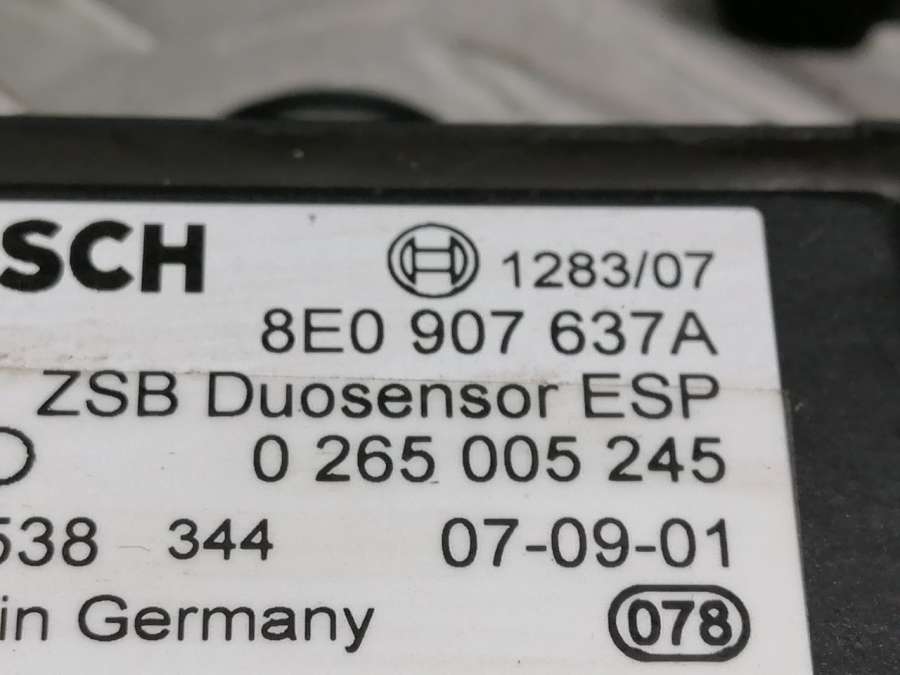 SCH 1283/07
8E0 907 637A
ZSB Duosensor ESP
0 265 005 245
538 344 07-09-01
in Germany
078